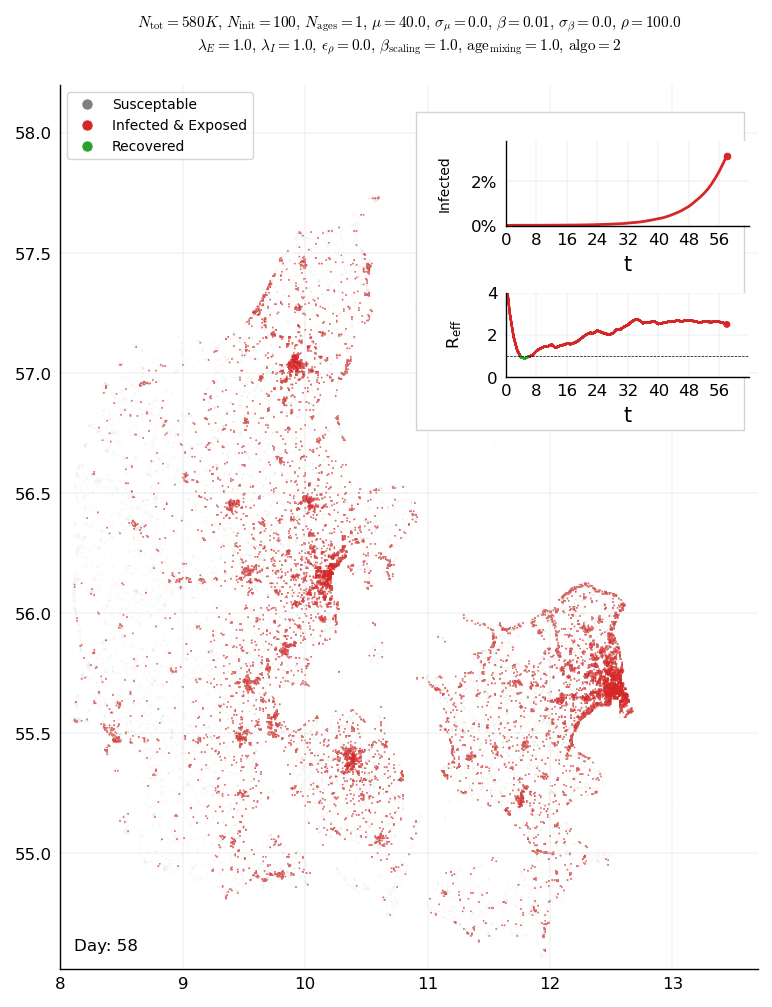 N_tot = 580K, N_init = 100, N_ages = 1, μ = 40.0, σ_μ = 0.0, β = 0.01, σ_β = 0.0, ρ = 100.0
λ_E = 1.0, λ_I = 1.0, ε_ρ = 0.0, β_scaling = 1.0, age_mixing = 1.0, algo = 2
Susceptable
Infected & Exposed
Recovered
58.0
57.5
57.0
56.5
56.0
55.5
55.0
8 9 10 11 12 13
Day: 58
Infected
2%
0%
0 8 16 24 32 40 48 56
t
R_eff
4
2
0
0 8 16 24 32 40 48 56
t